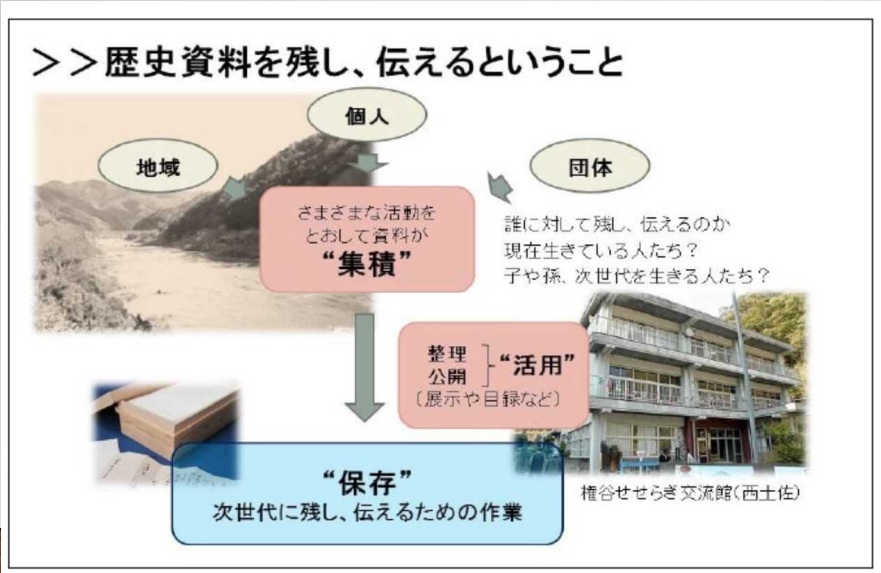 ＞＞歴史資料を残し、伝えるということ
個人
地域
団体
さまざまな活動を
とおして資料が
“集積”
誰に対して残し、伝えるのか
現在生きている人たち？
子や孫、次世代を生きる人たち？
整理
公開
“活用”
（展示や目録など）
“保存”
次世代に残し、伝えるための作業
権谷せせらぎ交流館（西土佐）